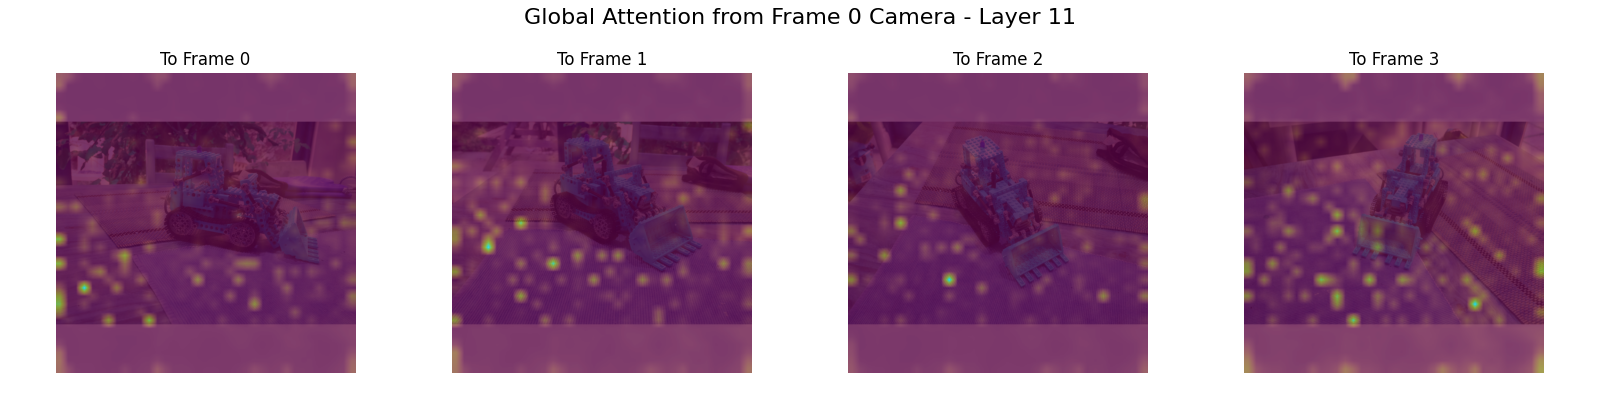 Global Attention from Frame 0 Camera - Layer 11
To Frame 0
To Frame 1
To Frame 2
To Frame 3